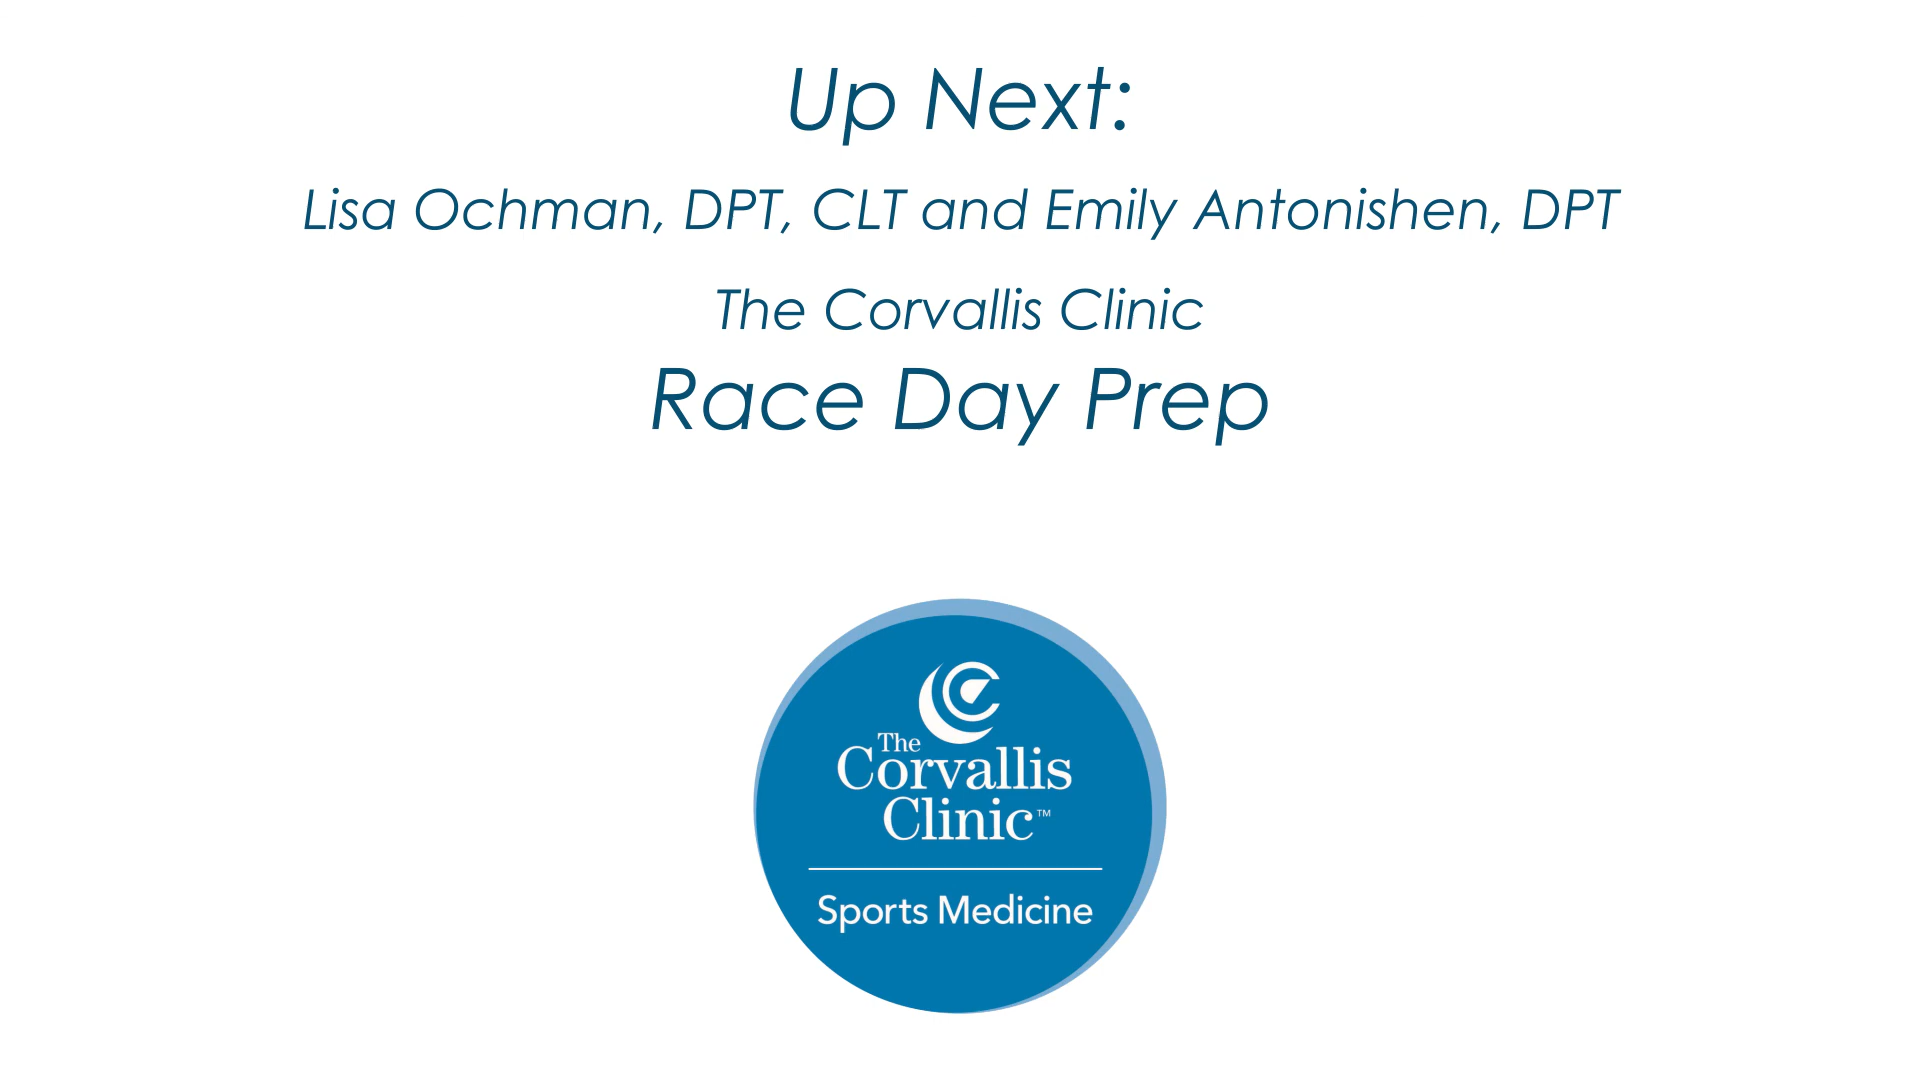 Up Next:
Lisa Ochman, DPT, CLT and Emily Antonishen, DPT
The Corvallis Clinic
Race Day Prep
The
Corvallis
Clinic™
Sports Medicine